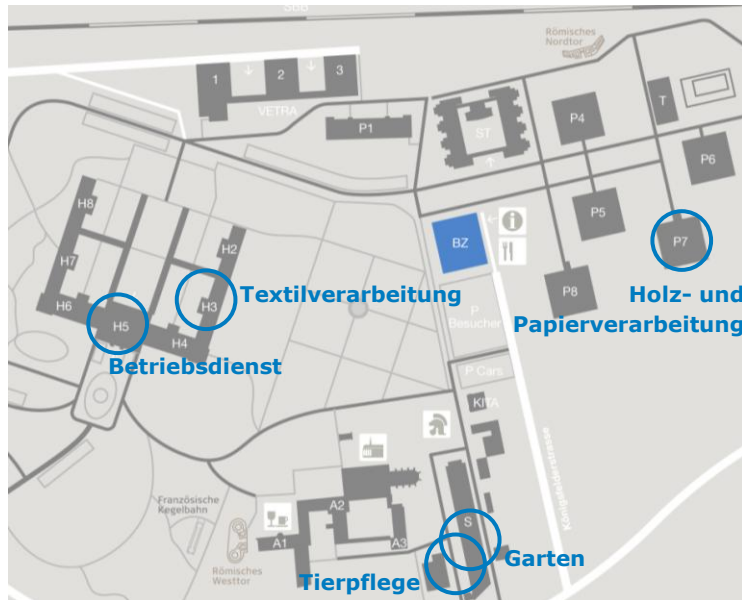 SBB
Römisches
Nordtor
1
2
3
VETRA
P1
ST
P4
T
P6
P5
P7
P8
BZ
H8
H7
H6
H5
H4
H3
H2
Textilverarbeitung
Betriebsdienst
Holz- und
Papierverarbeitung
P
Besucher
P Cars
KITA
Königsfelderstrasse
Französische
Kegelbahn
Römisches
Westtor
A1
A2
A3
S
Garten
Tierpflege